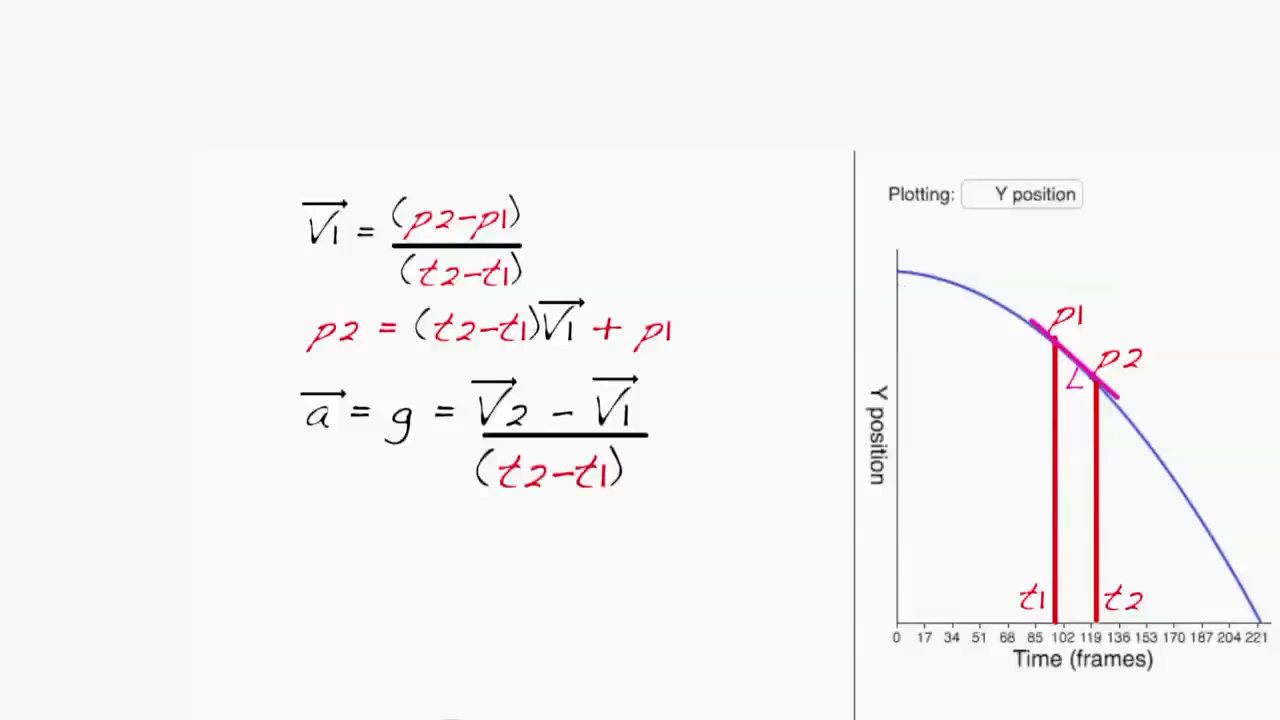 V1 = (p2-p1)
(t2-t1)
p2 = (t2-t1)V1 + p1
a = g = V2 - V1
(t2-t1)
Plotting: Y position
p1
p2
L
Y position
t1 t2
0 17 34 51 68 85 102 119 136 153 170 187 204 221
Time (frames)